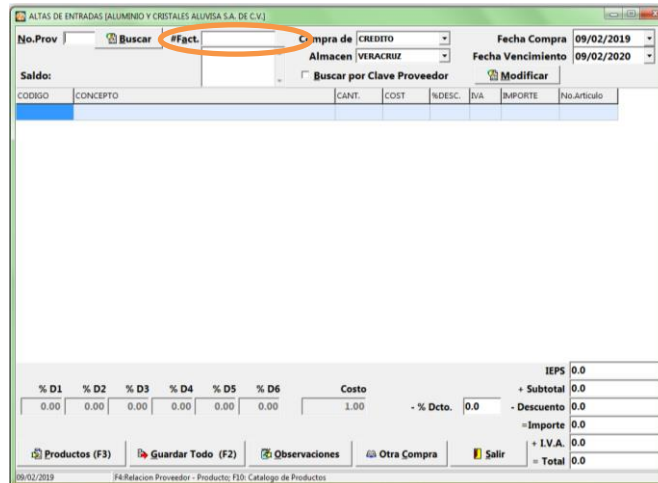 ALTAS DE ENTRADAS [ALUMINIO Y CRISTALES ALUVISA S.A. DE C.V.]
No.Prov Buscar #Fact. Compra de CREDITO Fecha Compra 09/02/2019
Almacen VERACRUZ Fecha Vencimiento 09/02/2020
Saldo: Buscar por Clave Proveedor Modificar
CODIGO CONCEPTO CANT. COST %DESC. IVA IMPORTE No.Articulo
IEPS 0.0
% D1 % D2 % D3 % D4 % D5 % D6 Costo + Subtotal 0.0
0.00 0.00 0.00 0.00 0.00 0.00 1.00 - % Dcto. 0.0 - Descuento 0.0
=Importe 0.0
+ I.V.A. 0.0
Productos (F3) Guardar Todo (F2) Observaciones Otra Compra Salir
= Total 0.0
09/02/2019 F4:Relacion Proveedor - Producto; F10: Catalogo de Productos